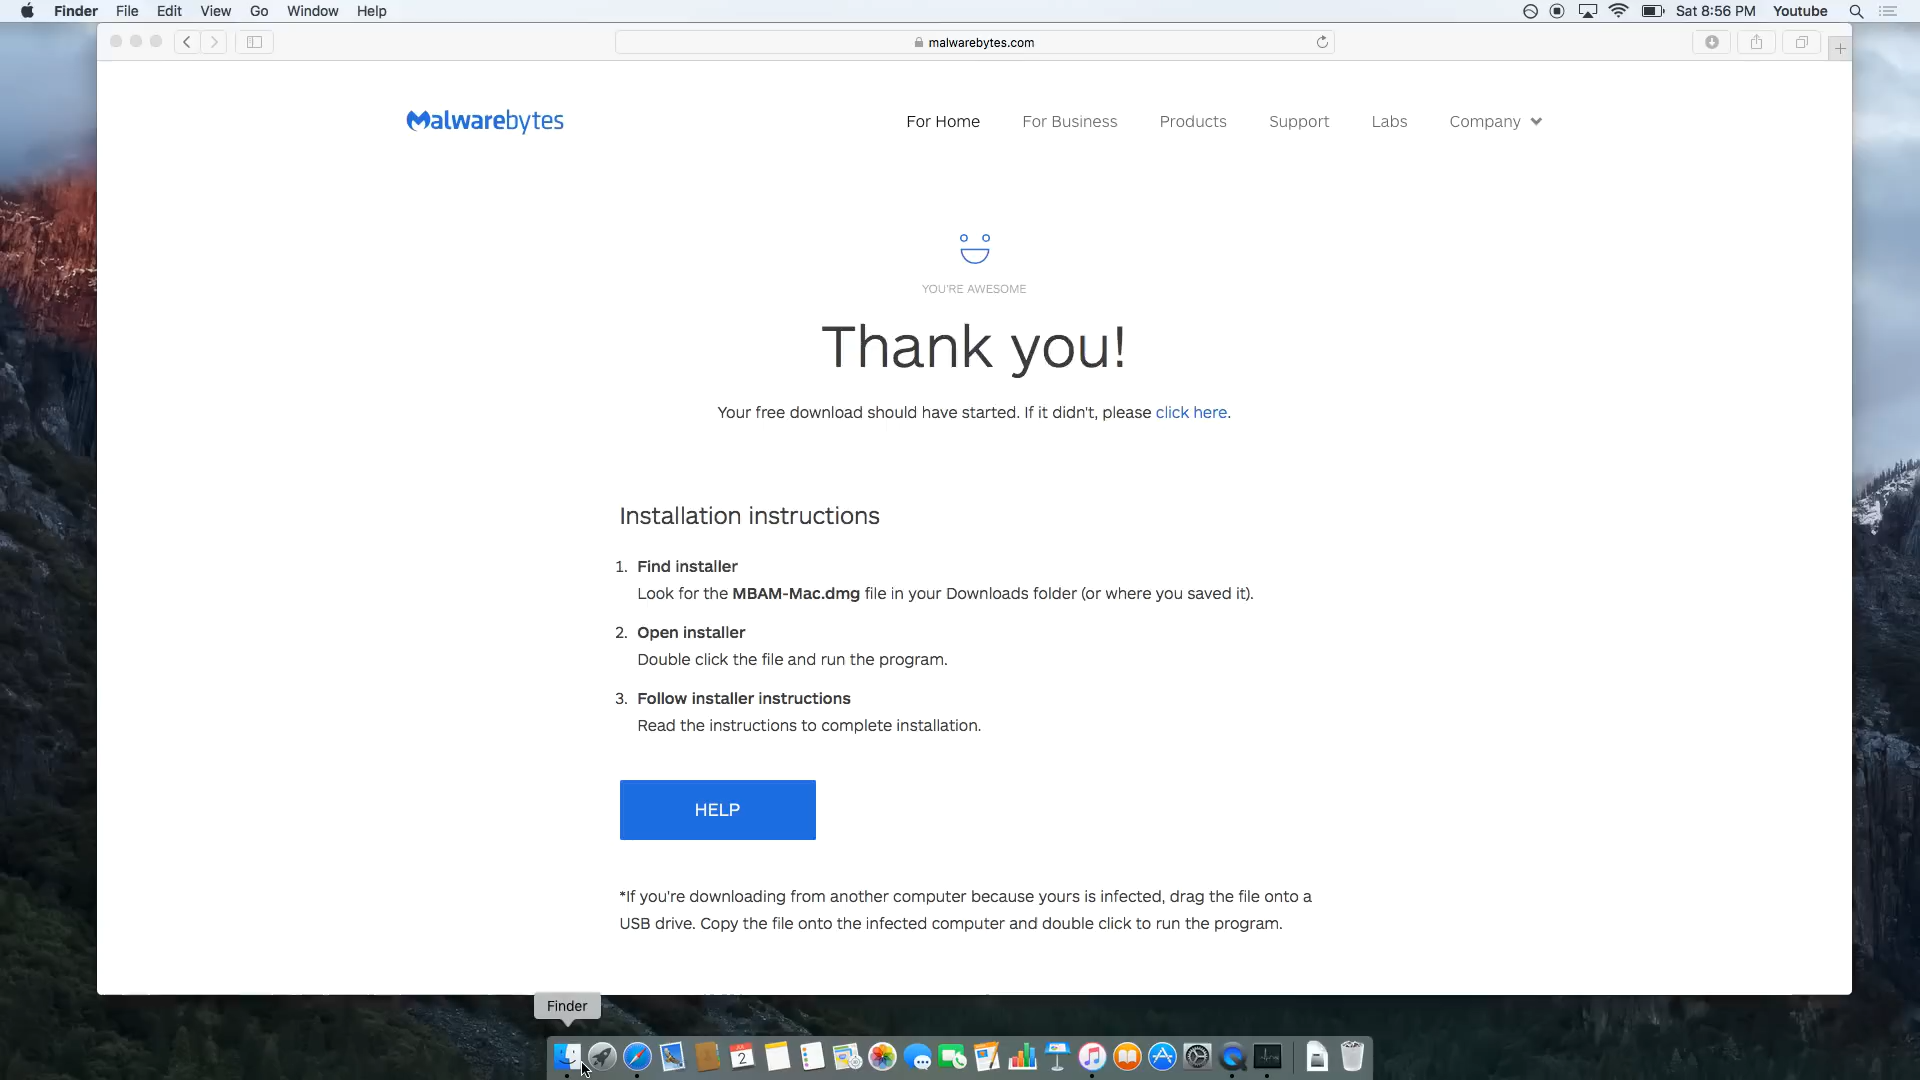 Finder File Edit View Go Window Help Sat 8:56 PM Youtube
malwarebytes.com
Malwarebytes For Home For Business Products Support Labs Company
YOU'RE AWESOME
Thank you!
Your free download should have started. If it didn't, please click here.
Installation instructions
1. Find installer
Look for the MBAM-Mac.dmg file in your Downloads folder (or where you saved it).
2. Open installer
Double click the file and run the program.
3. Follow installer instructions
Read the instructions to complete installation.
HELP
*If you're downloading from another computer because yours is infected, drag the file onto a
USB drive. Copy the file onto the infected computer and double click to run the program.
Finder
2